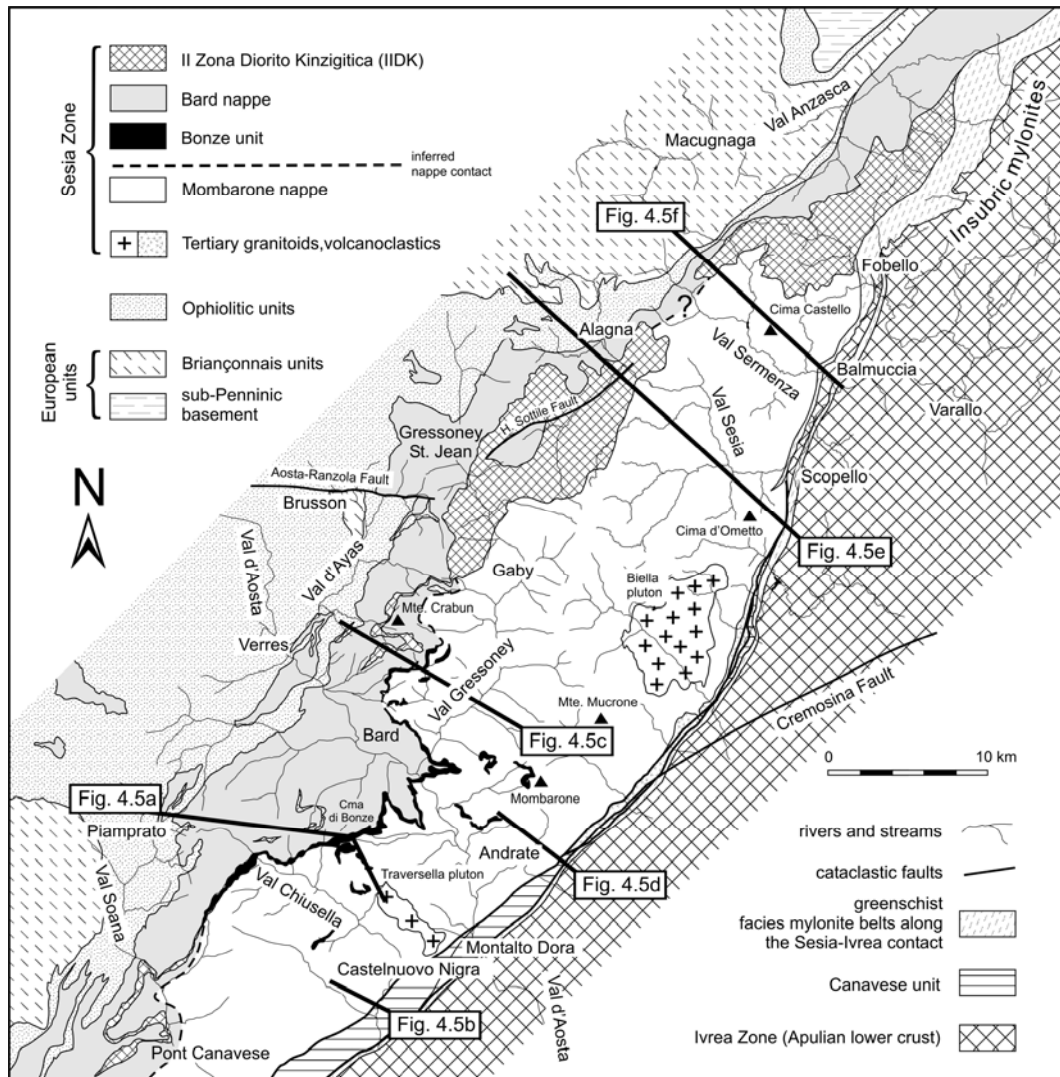 Sesia Zone
II Zona Diorito Kinzigitica (IIDK)
Bard nappe
Bonze unit
inferred
nappe contact
Mombarone nappe
Tertiary granitoids,volcanoclastics
Ophiolitic units
European
units
Briançonnais units
sub-Penninic
basement
N
Val Anzasca
Macugnaga
Insubric mylonites
Fig. 4.5f
Fobello
Cima Castello
?
Alagna
Val Sermenza
Balmuccia
Val Sesia
Varallo
H. Sottile Fault
Gressoney
St. Jean
Scopello
Aosta-Ranzola Fault
Brusson
Cima d'Ometto
Fig. 4.5e
Val d'Aosta
Val d'Ayas
Gaby
Biella
pluton
Mte. Crabun
Verres
Val Gressoney
Cremosina Fault
Mte. Mucrone
Fig. 4.5c
Bard
0
10 km
Fig. 4.5a
Mombarone
Piamprato
Cma
di Bonze
rivers and streams
Andrate
Val Soana
Val Chiusella
Traversella pluton
Fig. 4.5d
cataclastic faults
greenschist
facies mylonite belts along
the Sesia-Ivrea contact
Montalto Dora
Castelnuovo Nigra
Val d'Aosta
Canavese unit
Fig. 4.5b
Ivrea Zone (Apulian lower crust)
Pont Canavese